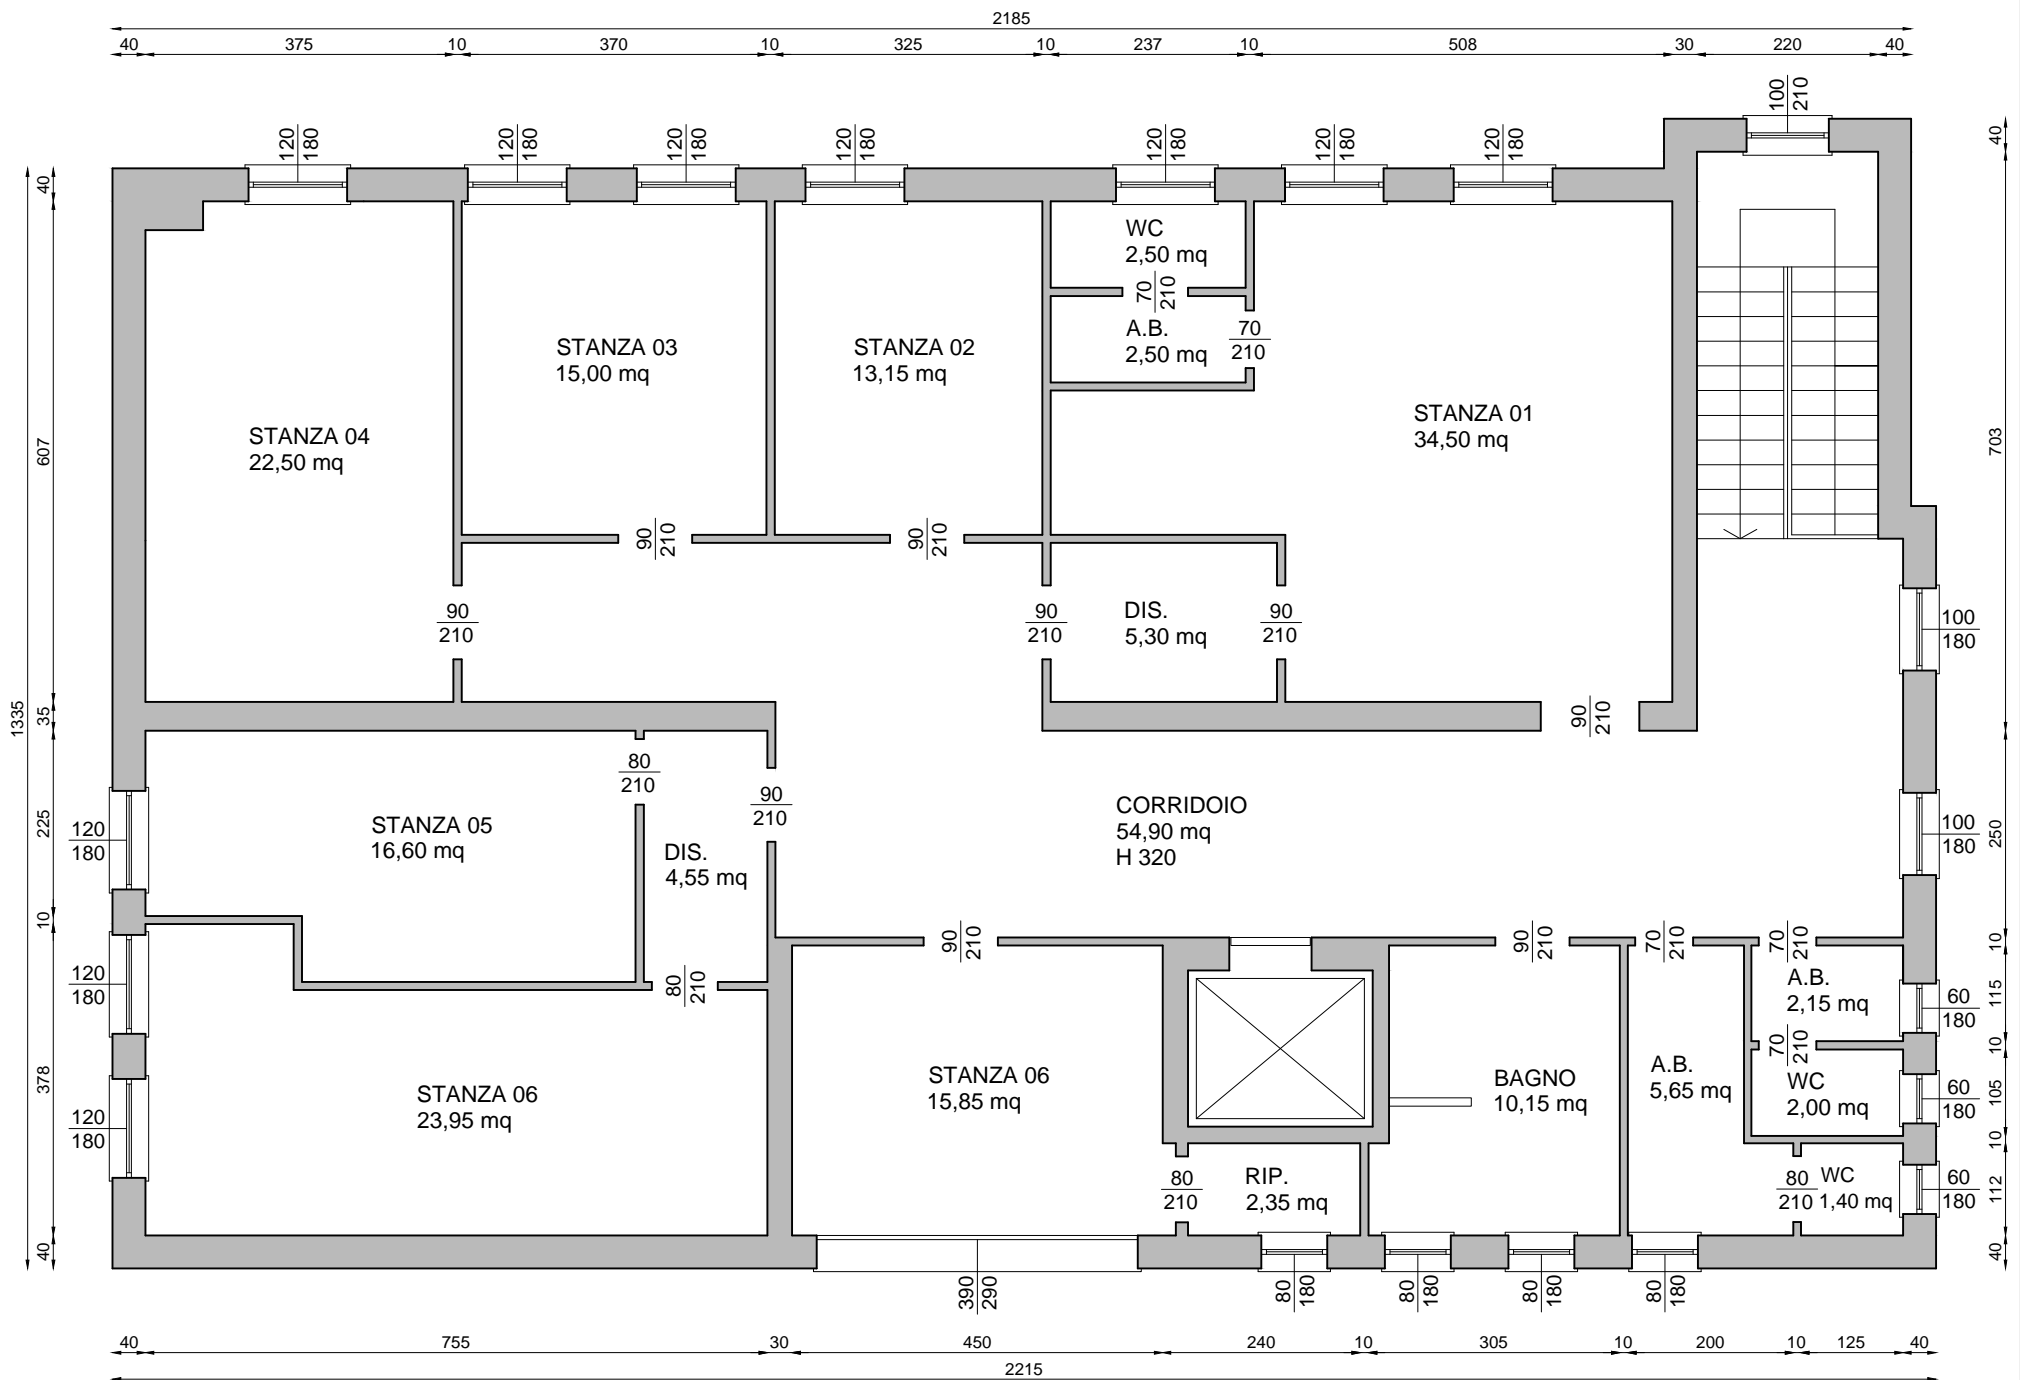 2185
40 375 10 370 10 325 10 237 10 508 30 220 40
100
210
120
180
120
180
120
180
120
180
120
180
120
180
120
180
40
40
WC
2,50 mq
70
210
A.B.
2,50 mq
70
210
STANZA 03
15,00 mq
STANZA 02
13,15 mq
STANZA 01
34,50 mq
STANZA 04
22,50 mq
607
703
90
210
90
210
90
210
90
210
DIS.
5,30 mq
90
210
100
180
1335
35
90
210
80
210
90
210
225
STANZA 05
16,60 mq
120
180
DIS.
4,55 mq
CORRIDOIO
54,90 mq
H 320
100
180
250
10
90
210
90
210
70
210
70
210
10
120
180
80
210
A.B.
2,15 mq
60
180
115
70
210
10
378
STANZA 06
23,95 mq
120
180
STANZA 06
15,85 mq
BAGNO
10,15 mq
A.B.
5,65 mq
WC
2,00 mq
60
180
105
10
80
210
RIP.
2,35 mq
80
210
WC
1,40 mq
60
180
112
40
40
390
290
80
180
80
180
80
180
80
180
40 755 30 450 240 10 305 10 200 10 125 40
2215